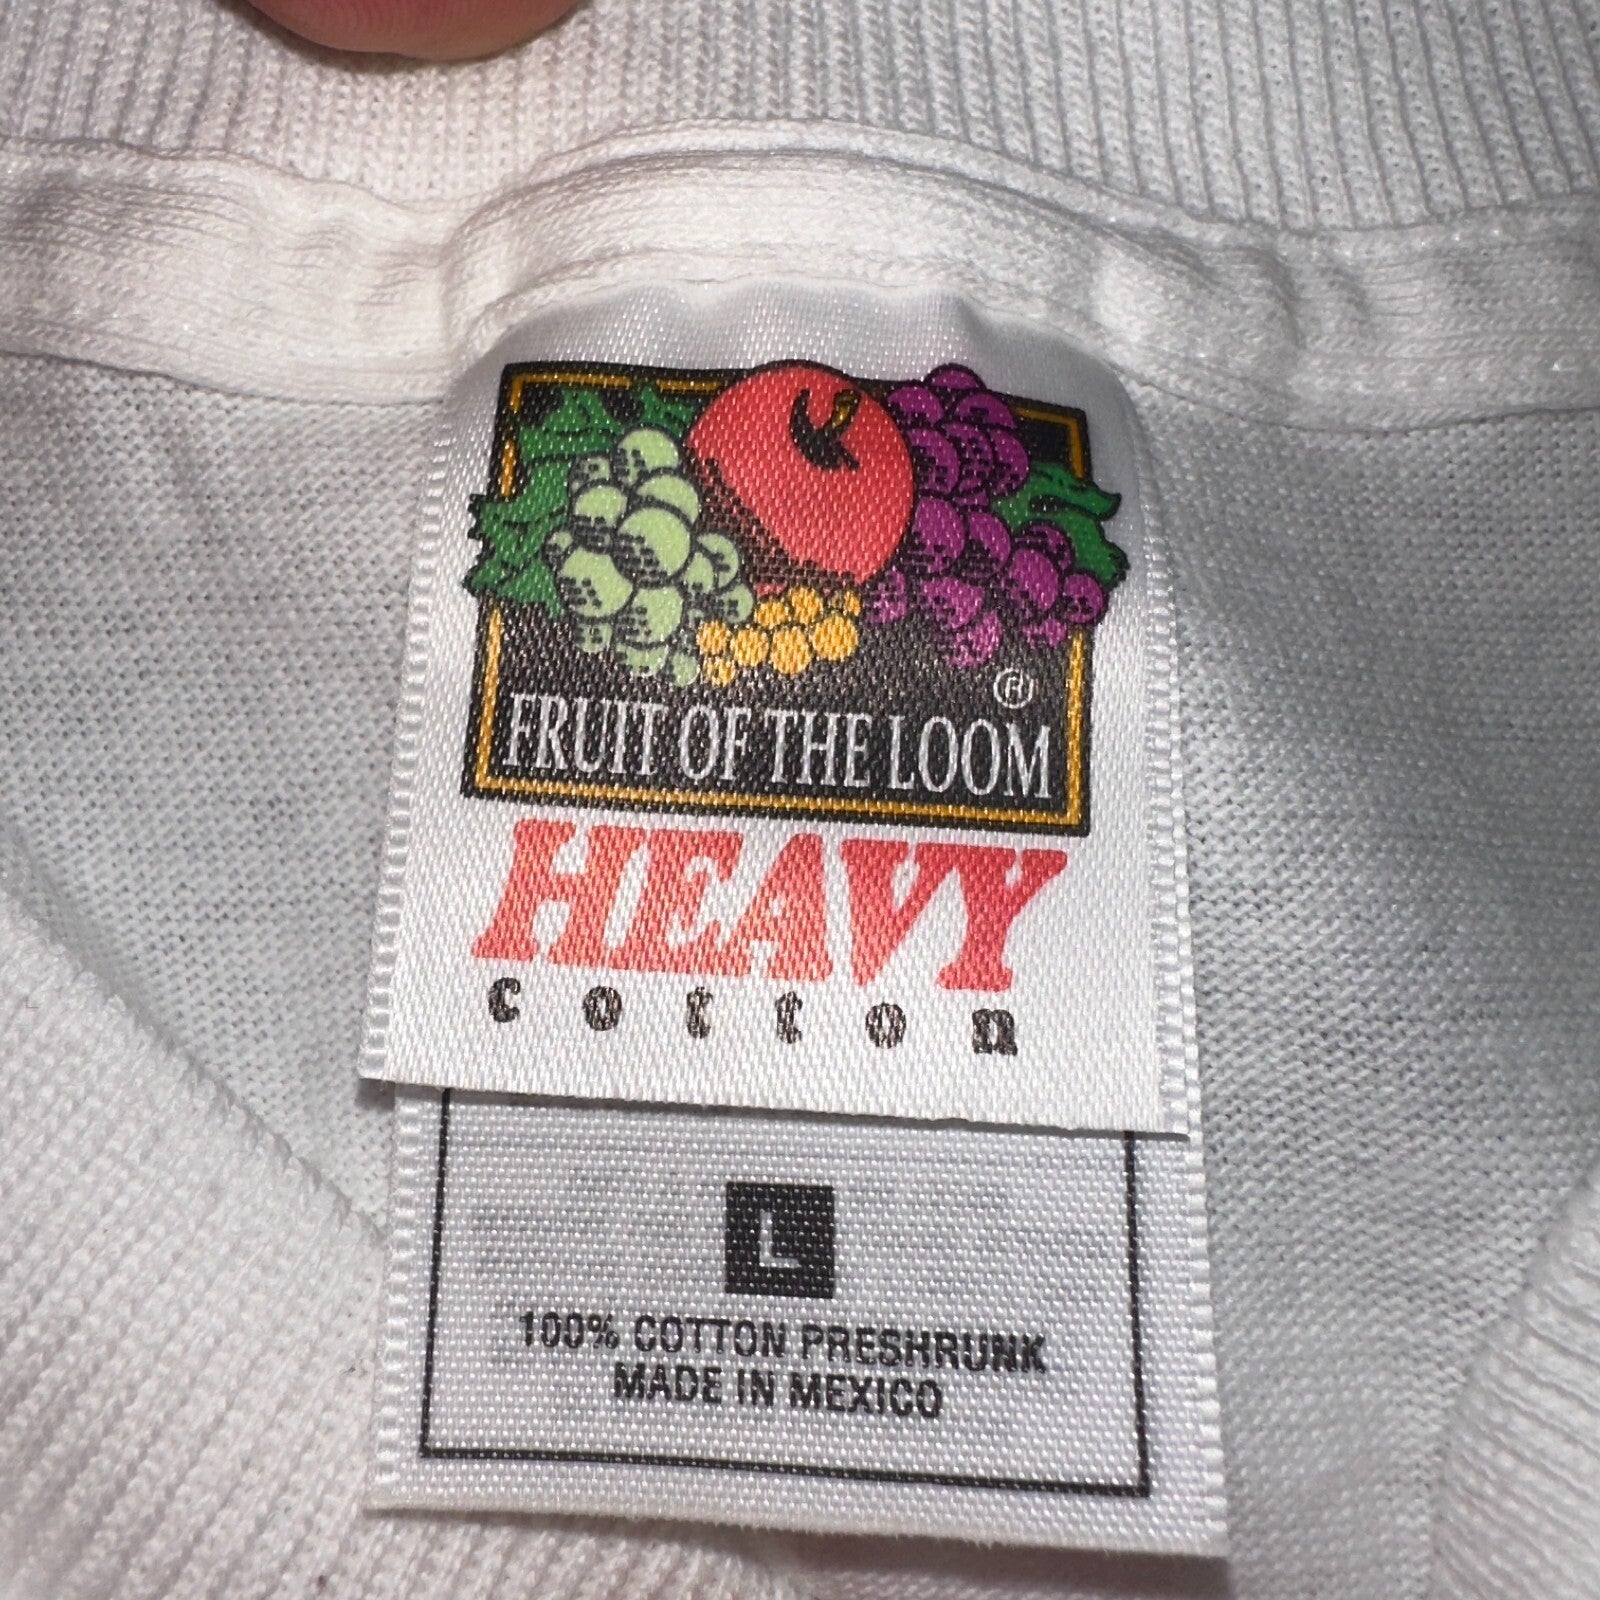 ®
FRUIT OF THE LOOM
HEAVY
cotton
L
100% COTTON PRESHRUNK
MADE IN MEXICO